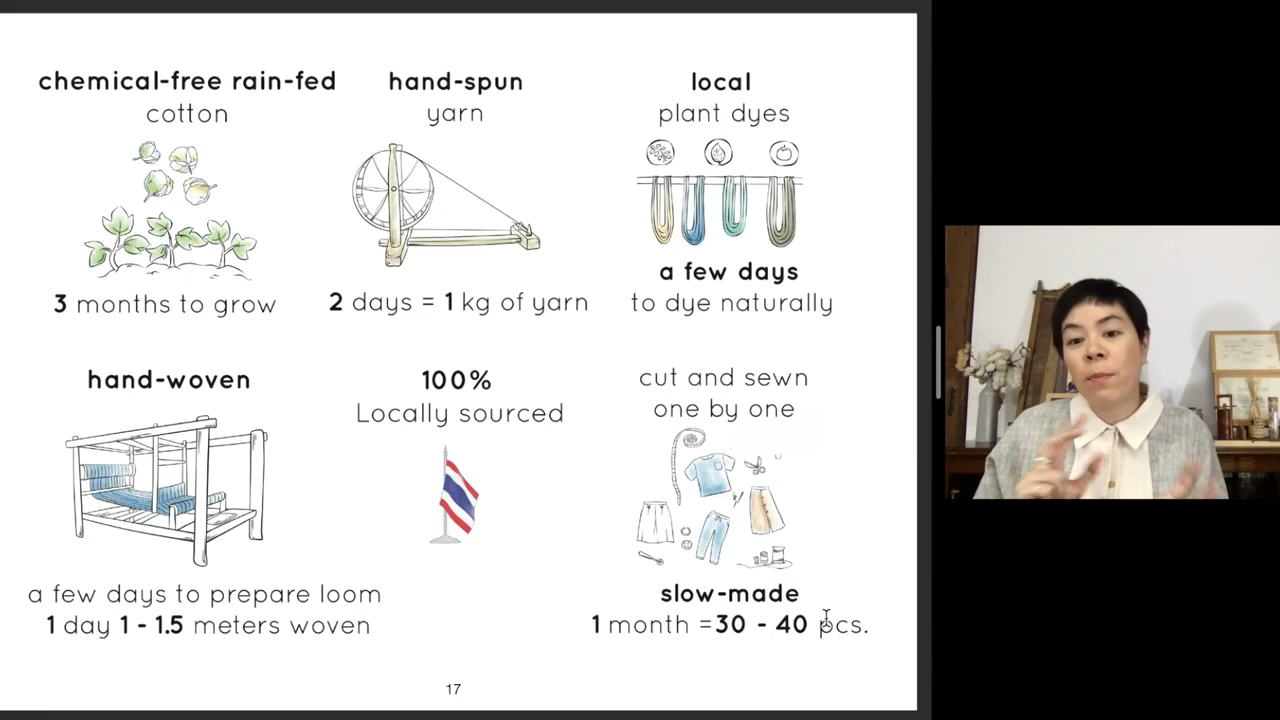 chemical-free rain-fed
cotton
3 months to grow
hand-spun
yarn
2 days = 1 kg of yarn
local
plant dyes
a few days
to dye naturally
hand-woven
a few days to prepare loom
1 day 1 - 1.5 meters woven
100%
Locally sourced
cut and sewn
one by one
slow-made
1 month =30 - 40 pcs.
17